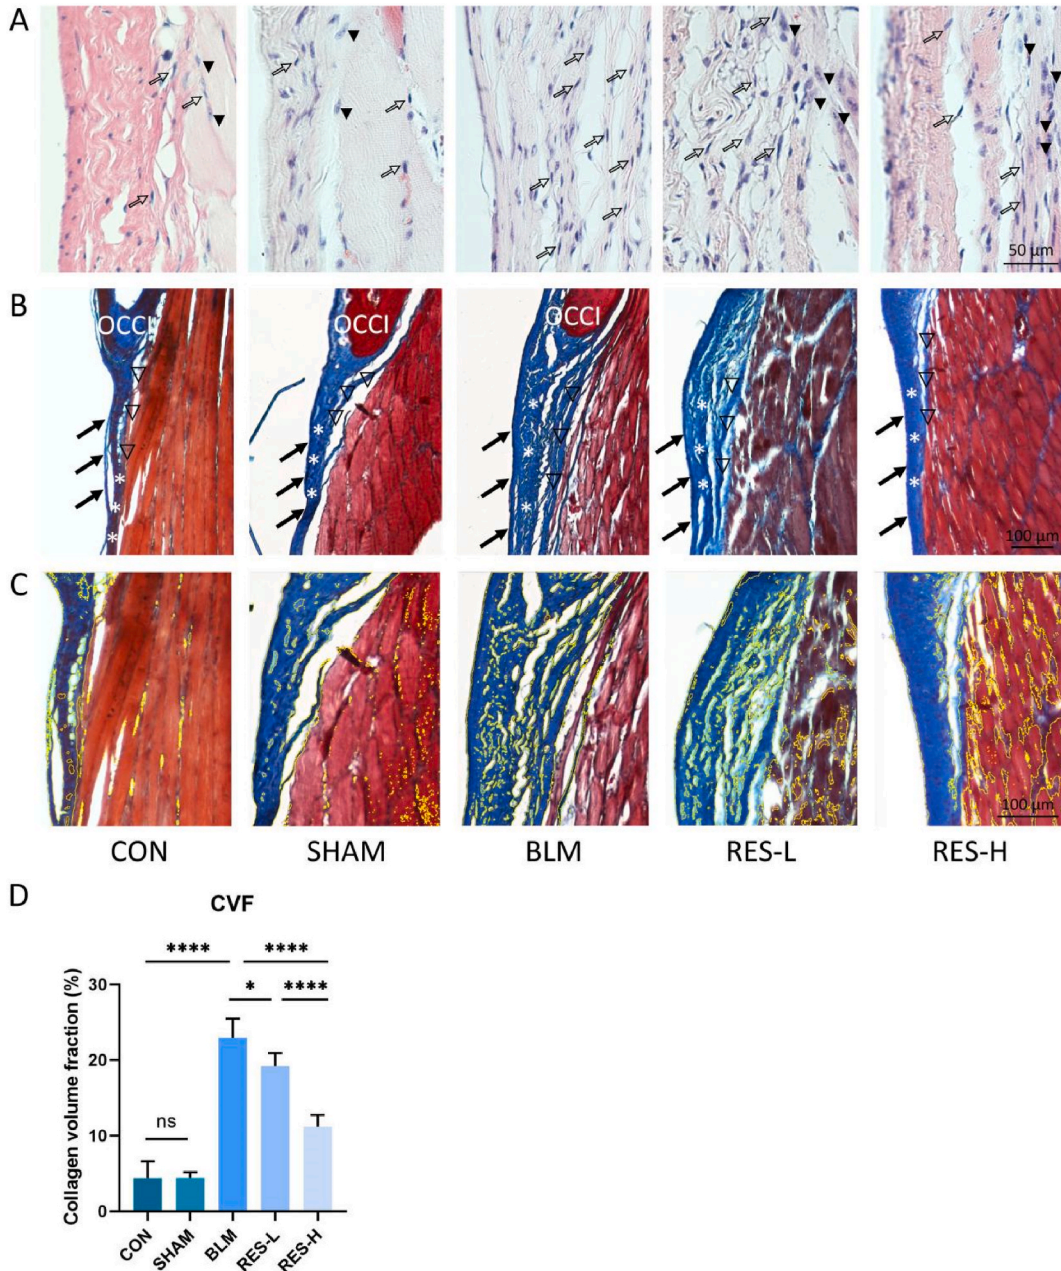 A
50 µm
B
OCCI
OCCI
OCCI
* * *
* * *
* * *
* * *
* * *
100 µm
C
100 µm
CON SHAM BLM RES-L RES-H
D
CVF
**** ****
* ****
ns
Collagen volume fraction (%)
30
20
10
0
CON SHAM BLM RES-L RES-H